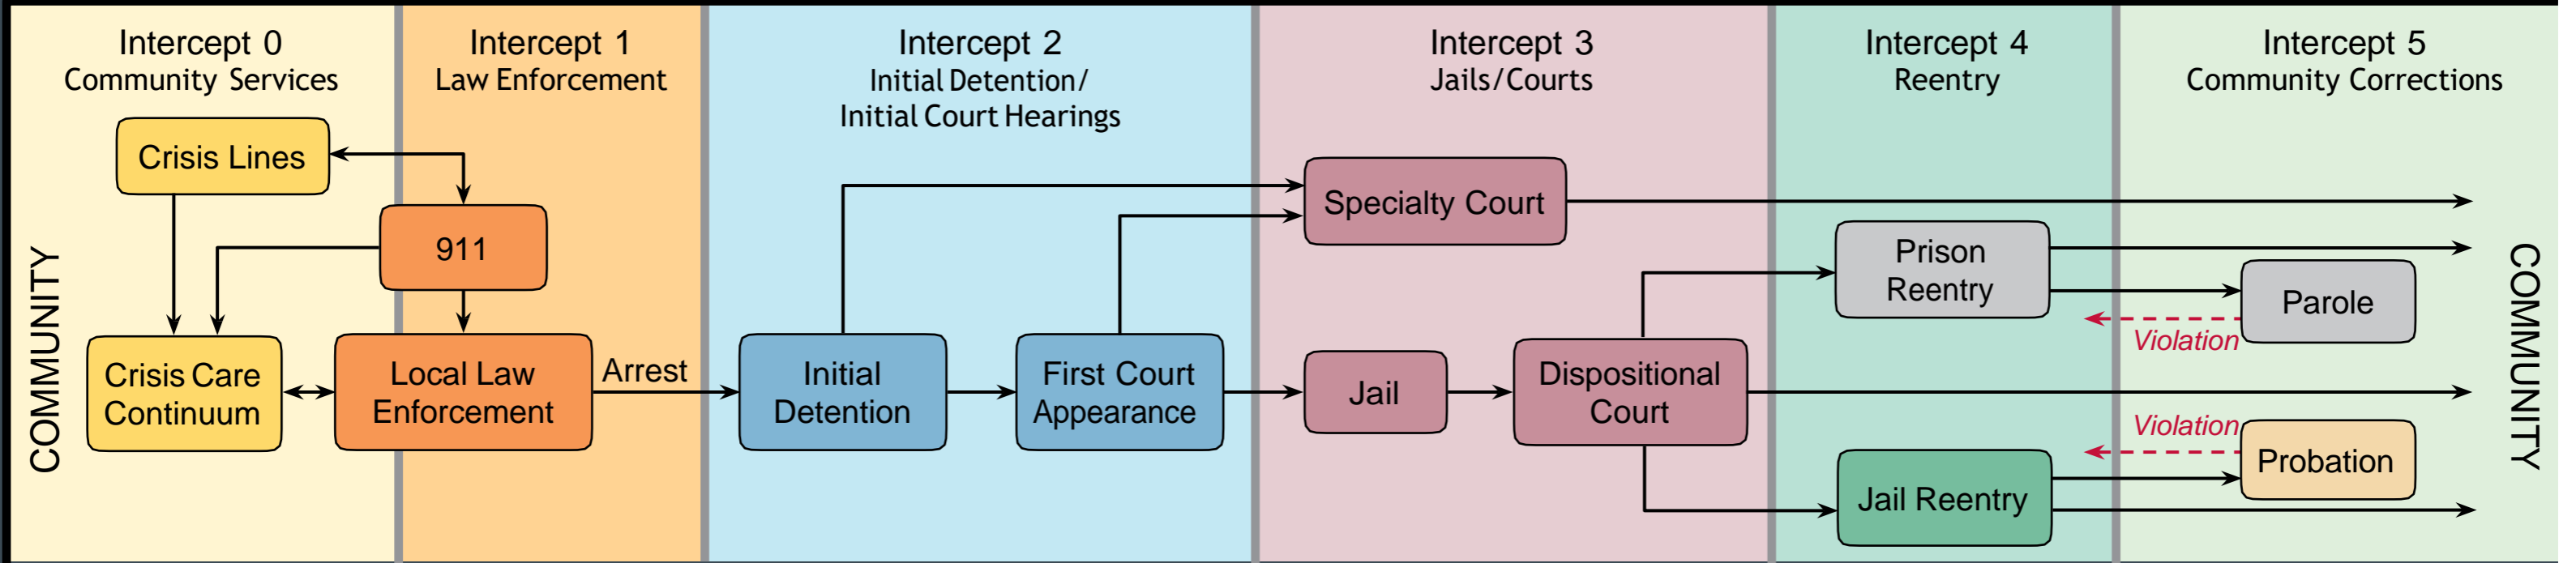 Intercept 0
Community Services
Intercept 1
Law Enforcement
Intercept 2
Initial Detention/
Initial Court Hearings
Intercept 3
Jails/Courts
Intercept 4
Reentry
Intercept 5
Community Corrections
COMMUNITY
Crisis Lines
911
Crisis Care
Continuum
Local Law
Enforcement
Arrest
Initial
Detention
First Court
Appearance
Specialty Court
Jail
Dispositional
Court
Prison
Reentry
Jail Reentry
Parole
Violation
Violation
Probation
COMMUNITY